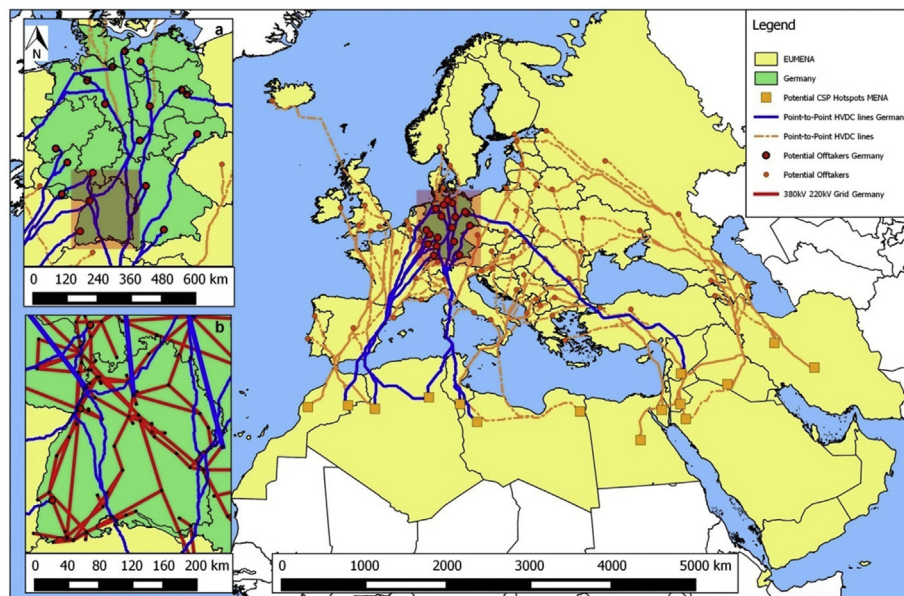 a
N
km
0 120 240 360 480 600
b
km
0 40 80 120 160 200
Legend
EUMENA
Germany
Potential CSP Hotspots MENA
Point-to-Point HVDC lines German
Point-to-Point HVDC lines
Potential Offtakers Germany
Potential Offtakers
380kV 220kV Grid Germany
km
0 1000 2000 3000 4000 5000